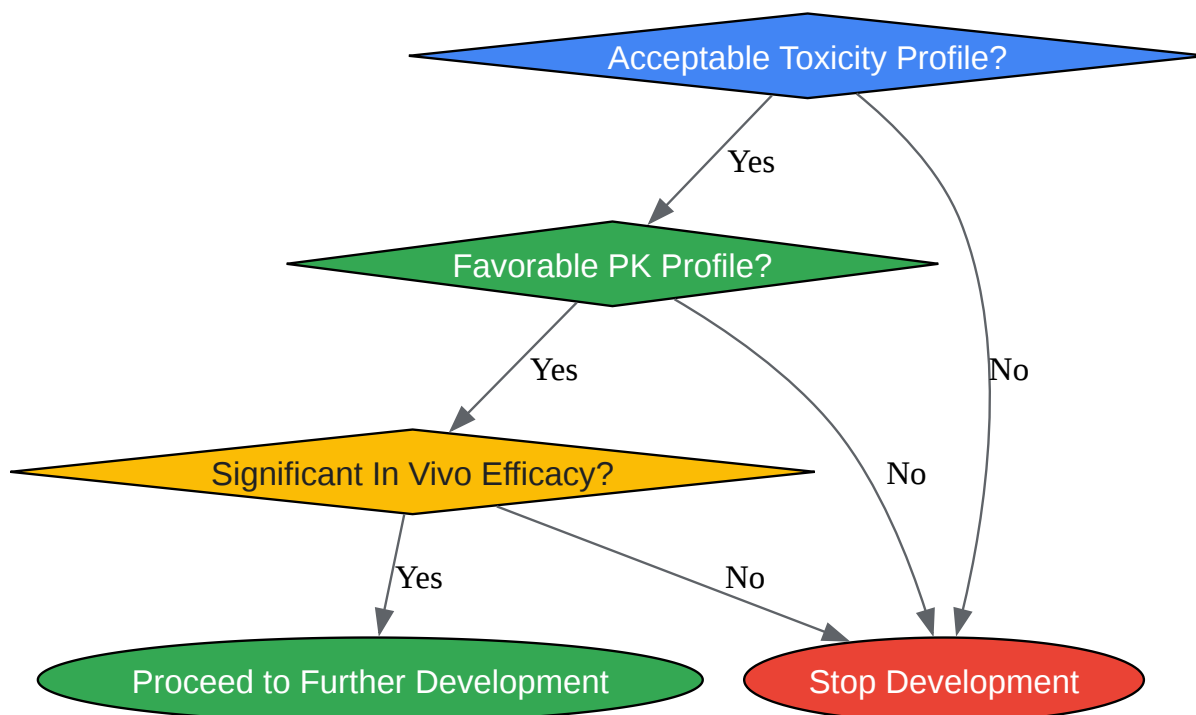 Acceptable Toxicity Profile?
Yes
Favorable PK Profile?
Yes
No
Significant In Vivo Efficacy?
No
Yes
No
Proceed to Further Development
Stop Development